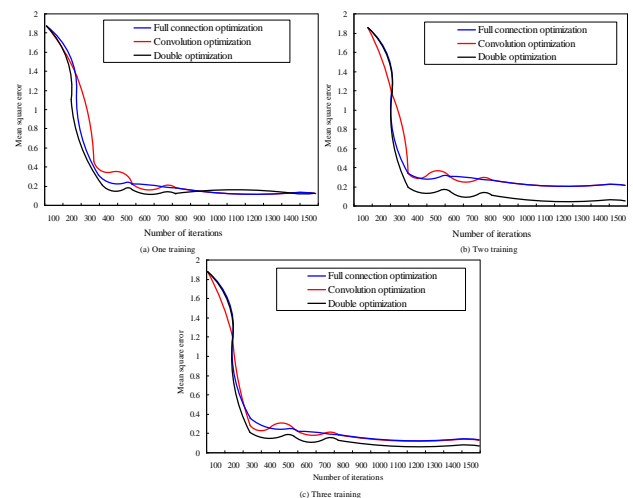 2
1.8
1.6
1.4
1.2
1
0.8
0.6
0.4
0.2
0
Mean square error
Full connection optimization
Convolution optimization
Double optimization
100 200 300 400 500 600 700 800 900 1000 1100 1200 1300 1400 1500
Number of iterations
(a) One training
2
1.8
1.6
1.4
1.2
1
0.8
0.6
0.4
0.2
0
Mean square error
Full connection optimization
Convolution optimization
Double optimization
100 200 300 400 500 600 700 800 900 1000 1100 1200 1300 1400 1500
Number of iterations
(b) Two training
2
1.8
1.6
1.4
1.2
1
0.8
0.6
0.4
0.2
0
Mean square error
Full connection optimization
Convolution optimization
Double optimization
100 200 300 400 500 600 700 800 900 1000 1100 1200 1300 1400 1500
Number of iterations
(c) Three training